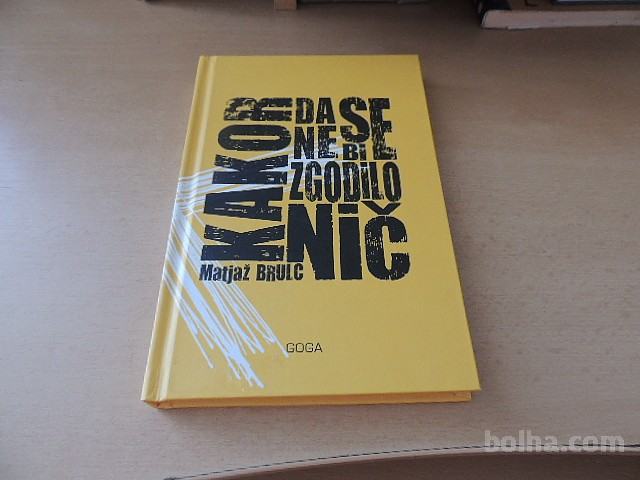 KAKOR
DA SE
NE BI
ZGODiLO
NiČ
Matjaž BRULC
GOGA
bolha.com